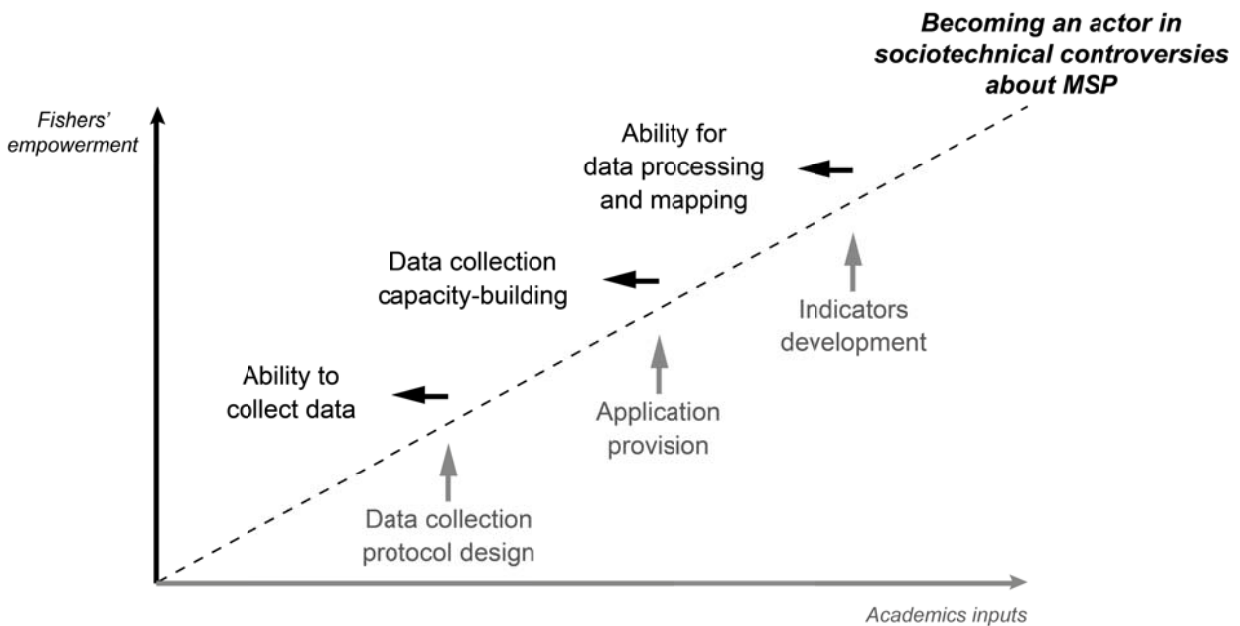 Becoming an actor in
sociotechnical controversies
about MSP
Fishers'
empowerment
Ability for
data processing
and mapping
Data collection
capacity-building
Indicators
development
Ability to
collect data
Application
provision
Data collection
protocol design
Academics inputs